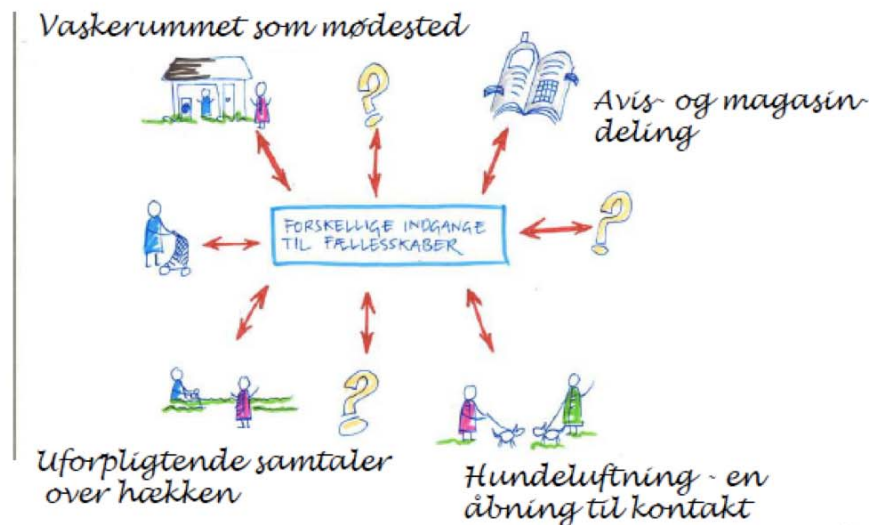 Vaskerummet som mødested
Avis- og magasin-
deling
FORSKELLIGE INDGANGE
TIL FÆLLESSKABER
Uforpligtende samtaler
over hækken
Hundeluftning - en
åbning til kontakt